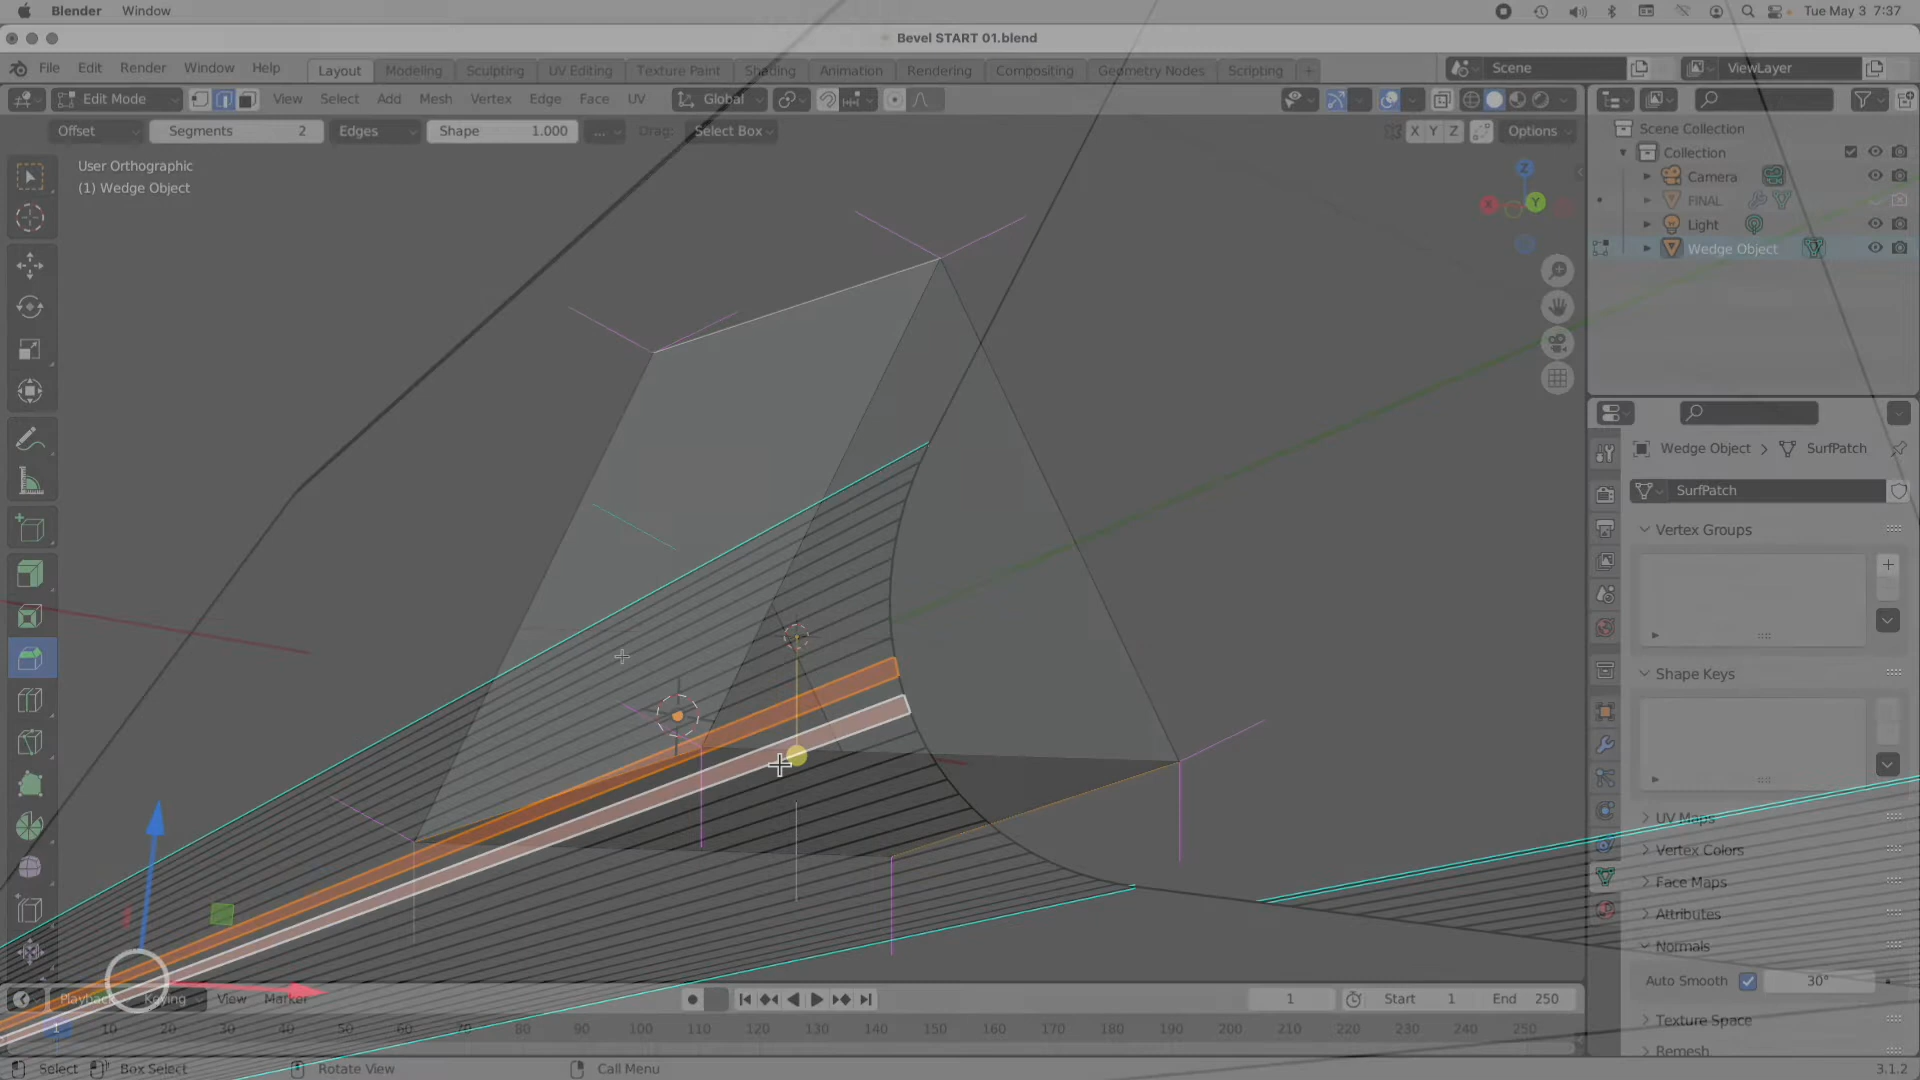 Blender Window Tue May 3 7:37
Bevel START 01.blend
File Edit Render Window Help Layout Modeling Sculpting UV Editing Texture Paint Shading Animation Rendering Compositing Geometry Nodes Scripting + Scene ViewLayer
Edit Mode View Select Add Mesh Vertex Edge Face UV Global
Offset Segments 2 Edges Shape 1.000 ... Drag: Select Box X Y Z Options
User Orthographic
(1) Wedge Object
Z
X
Y
Scene Collection
Collection
Camera
FINAL
Light
Wedge Object
Wedge Object > SurfPatch
SurfPatch
Vertex Groups
Shape Keys
UV Maps
Vertex Colors
Face Maps
Attributes
Normals
Auto Smooth 30°
Texture Space
Remesh
Playback Keying View Marker 1 Start 1 End 250
1 10 20 30 40 50 60 70 80 90 100 110 120 130 140 150 160 170 180 190 200 210 220 230 240 250
Select Box Select Rotate View Call Menu 3.1.2